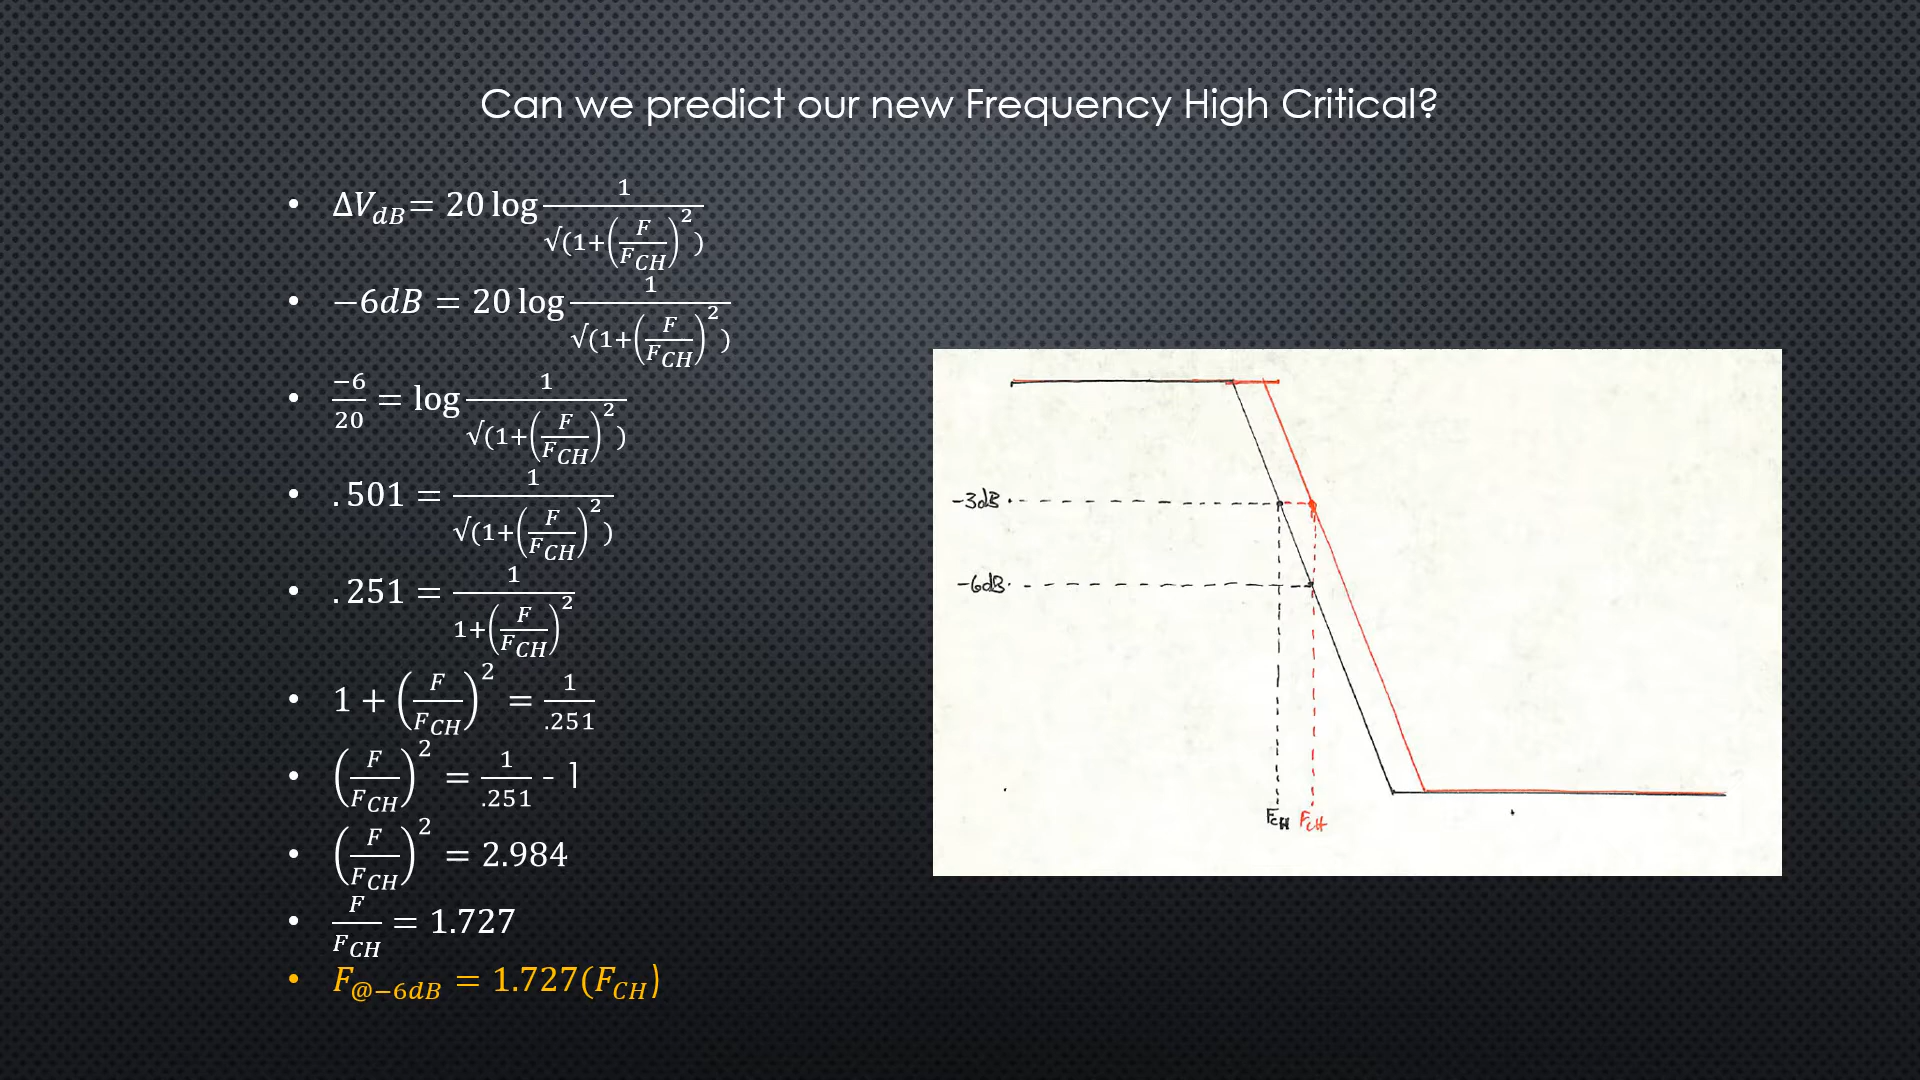 Can we predict our new Frequency High Critical?
• ΔV_dB = 20 log 1/√(1+(F/F_CH)²)
• −6dB = 20 log 1/√(1+(F/F_CH)²)
• −6/20 = log 1/√(1+(F/F_CH)²)
• .501 = 1/√(1+(F/F_CH)²)
• .251 = 1/1+(F/F_CH)²
• 1 + (F/F_CH)² = 1/.251
• (F/F_CH)² = 1/.251 - 1
• (F/F_CH)² = 2.984
• F/F_CH = 1.727
• F_@−6dB = 1.727(F_CH)
-3dB
-6dB
F_CH F_CH